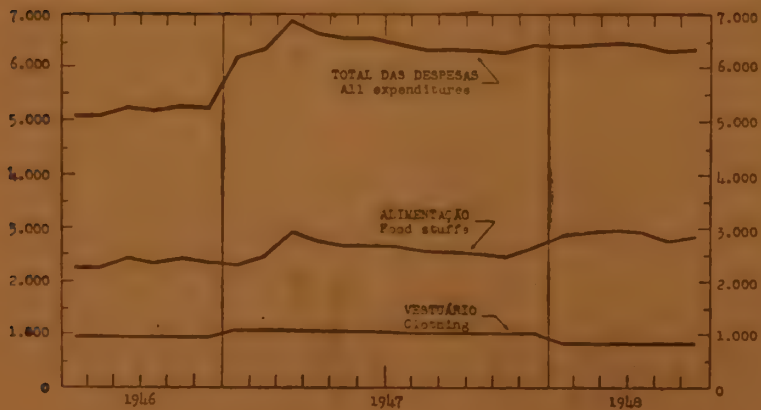 7.000
6.000
5.000
4.000
3.000
2.000
1.000
0
TOTAL DAS DESPESAS
All expenditures
ALIMENTAÇÃO
Food stuffs
VESTUÁRIO
Clothing
7.000
6.000
5.000
4.000
3.000
2.000
1.000
0
1946 1947 1948